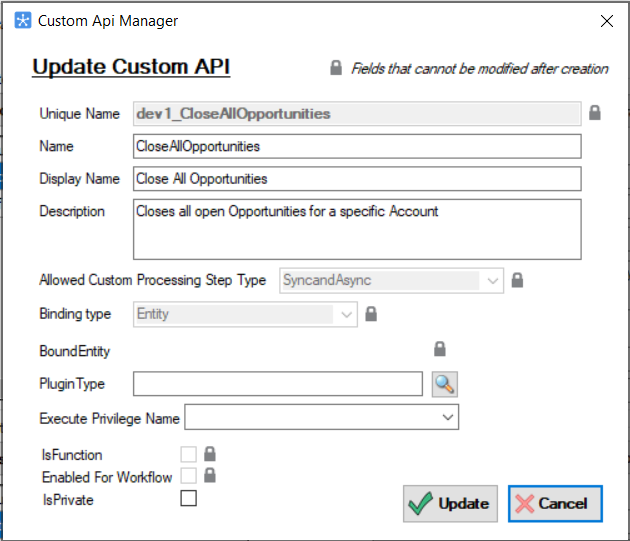 Custom Api Manager
Update Custom API
Fields that cannot be modified after creation
Unique Name dev1_CloseAllOpportunities
Name CloseAllOpportunities
Display Name Close All Opportunities
Description Closes all open Opportunities for a specific Account
Allowed Custom Processing Step Type SyncandAsync
Binding type Entity
BoundEntity
PluginType
Execute Privilege Name
IsFunction
Enabled For Workflow
IsPrivate
Update Cancel